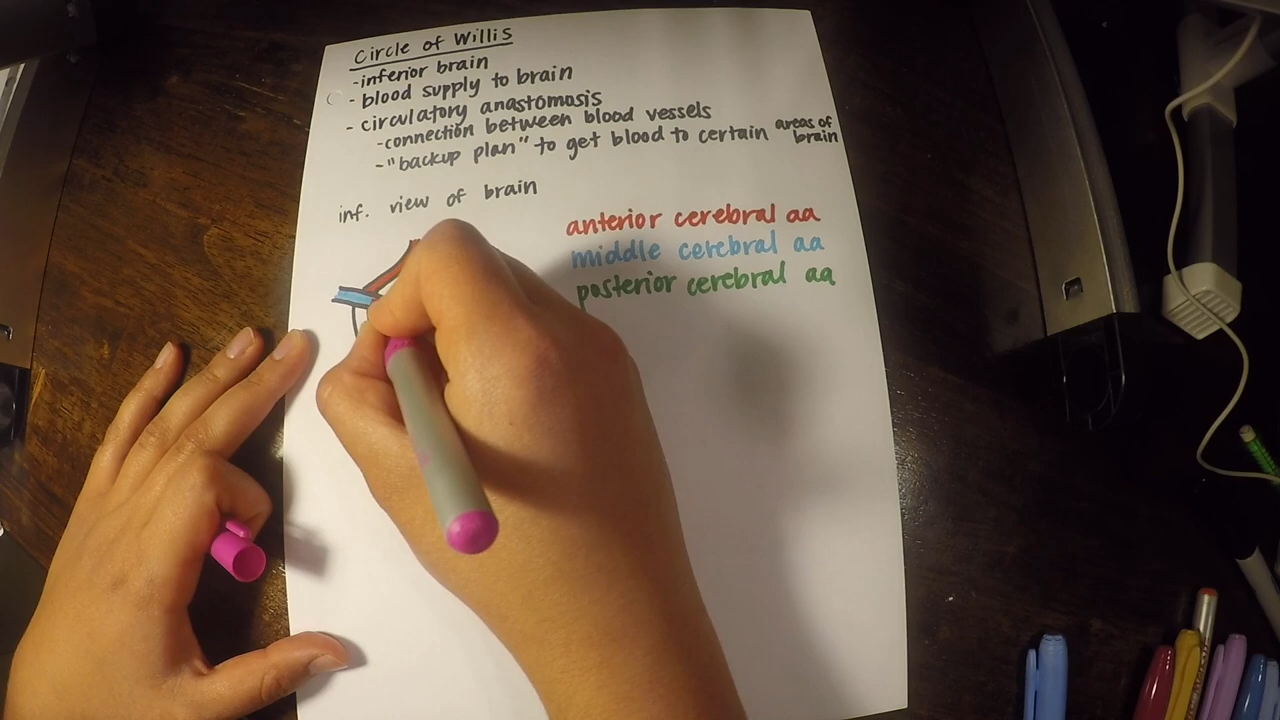 Circle of Willis
-inferior brain
- blood supply to brain
- circulatory anastomosis
-connection between blood vessels
-"backup plan" to get blood to certain areas of brain
inf. view of brain
anterior cerebral aa
middle cerebral aa
posterior cerebral aa